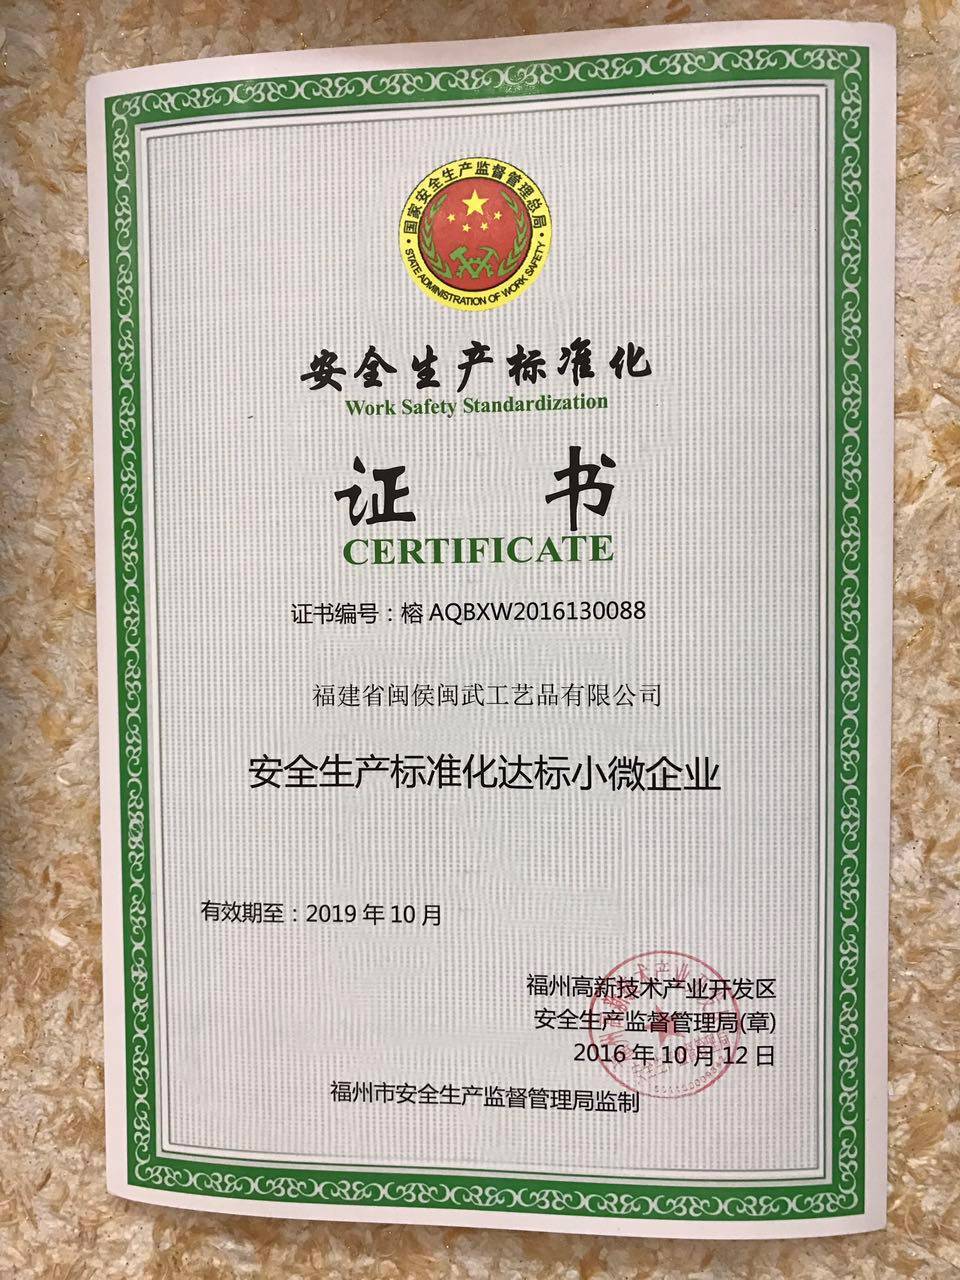 国家安全生产监督管理总局
STATE ADMINISTRATION OF WORK SAFETY
安全生产标准化
Work Safety Standardization
证 书
CERTIFICATE
证书编号：榕 AQBXW2016130088
福建省闽侯闽武工艺品有限公司
安全生产标准化达标小微企业
有效期至：2019 年 10 月
福州高新技术产业开发区
安全生产监督管理局(章)
2016 年 10 月 12 日
福州市安全生产监督管理局监制